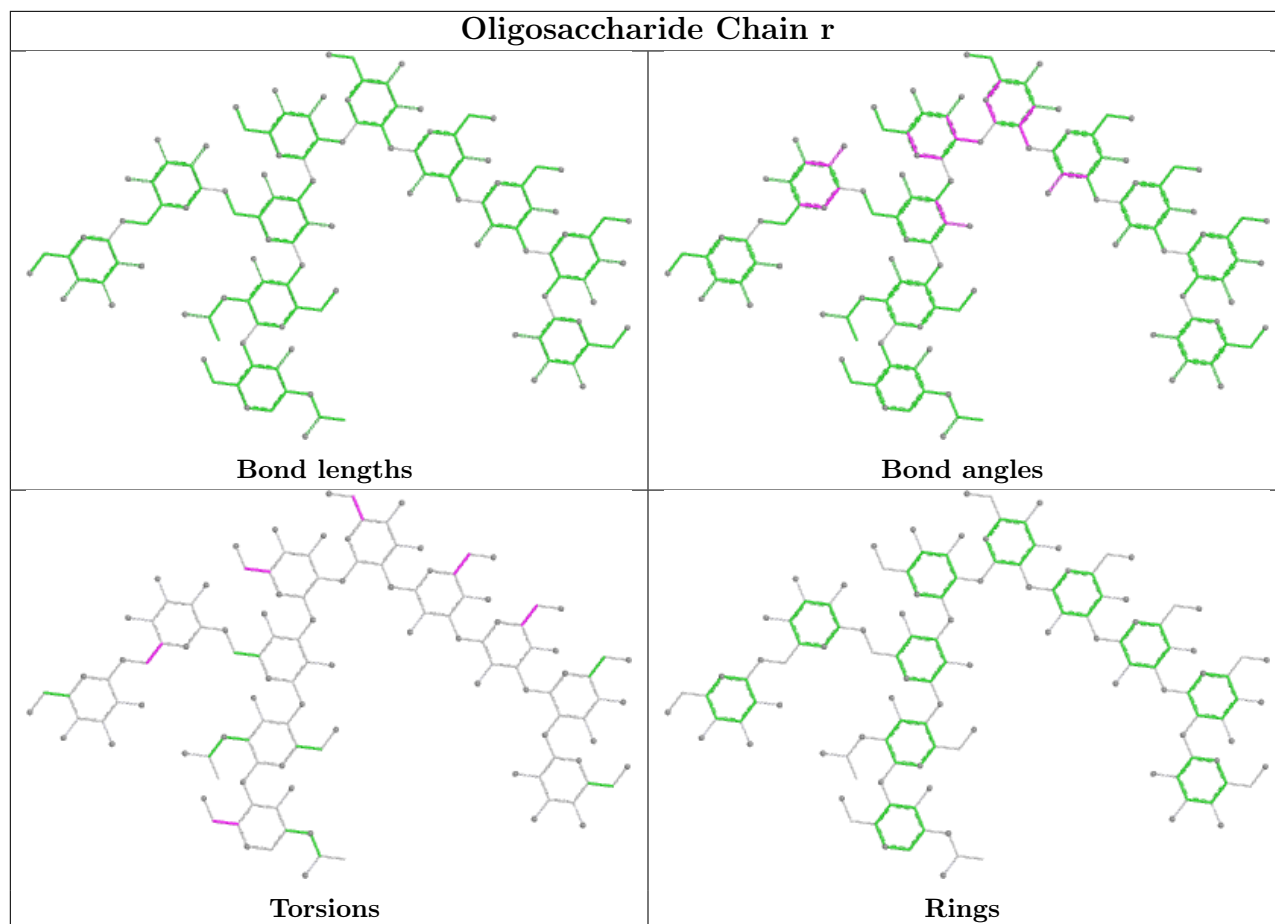 Oligosaccharide Chain r
Bond lengths
Bond angles
Torsions
Rings